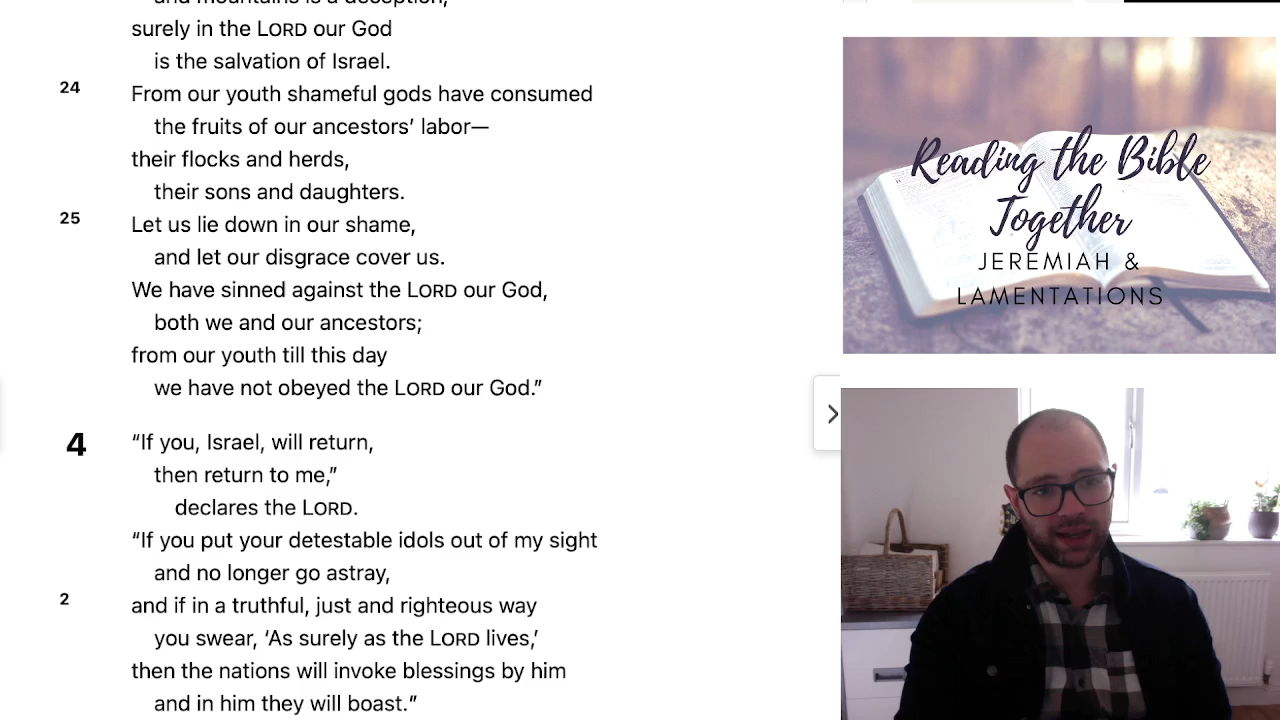 and mountains is a deception;
surely in the LORD our God
is the salvation of Israel.
24 From our youth shameful gods have consumed
the fruits of our ancestors’ labor—
their flocks and herds,
their sons and daughters.
25 Let us lie down in our shame,
and let our disgrace cover us.
We have sinned against the LORD our God,
both we and our ancestors;
from our youth till this day
we have not obeyed the LORD our God.”
4 “If you, Israel, will return,
then return to me,”
declares the LORD.
“If you put your detestable idols out of my sight
and no longer go astray,
2 and if in a truthful, just and righteous way
you swear, ‘As surely as the LORD lives,’
then the nations will invoke blessings by him
and in him they will boast.”
Reading the Bible
Together
JEREMIAH &
LAMENTATIONS